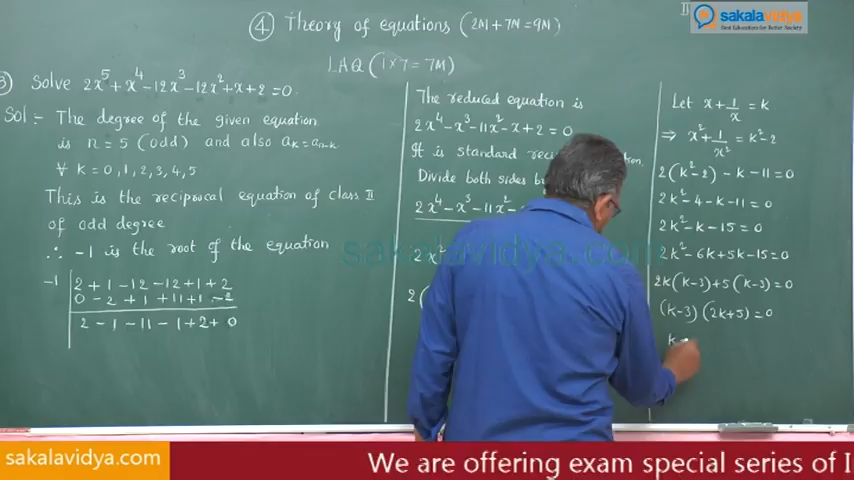 ④ Theory of equations (2M+7M=9M)
sakalavidya
LAQ (1×7=7M)
Solve 2x⁵+x⁴-12x³-12x²+x+2=0.
Sol:- The degree of the given equation
is n=5 (odd) and also aₖ=aₙ₋ₖ
∀ k=0,1,2,3,4,5
This is the reciprocal equation of class II
of odd degree
∴ -1 is the root of the equation
-1 | 2+1-12-12+1+2
0-2+1+11+1-2
2-1-11-1+2+0
The reduced equation is
2x⁴-x³-11x²-x+2=0
It is standard
Divide both sides
2x⁴-x³-11x²-
2x²
2(
Let x+1/x=k
⇒ x²+1/x²=k²-2
2(k²-2)-k-11=0
2k²-4-k-11=0
2k²-k-15=0
2k²-6k+5k-15=0
2k(k-3)+5(k-3)=0
(k-3)(2k+5)=0
k
sakalavidya.com
sakalavidya.com
We are offering exam special series of I